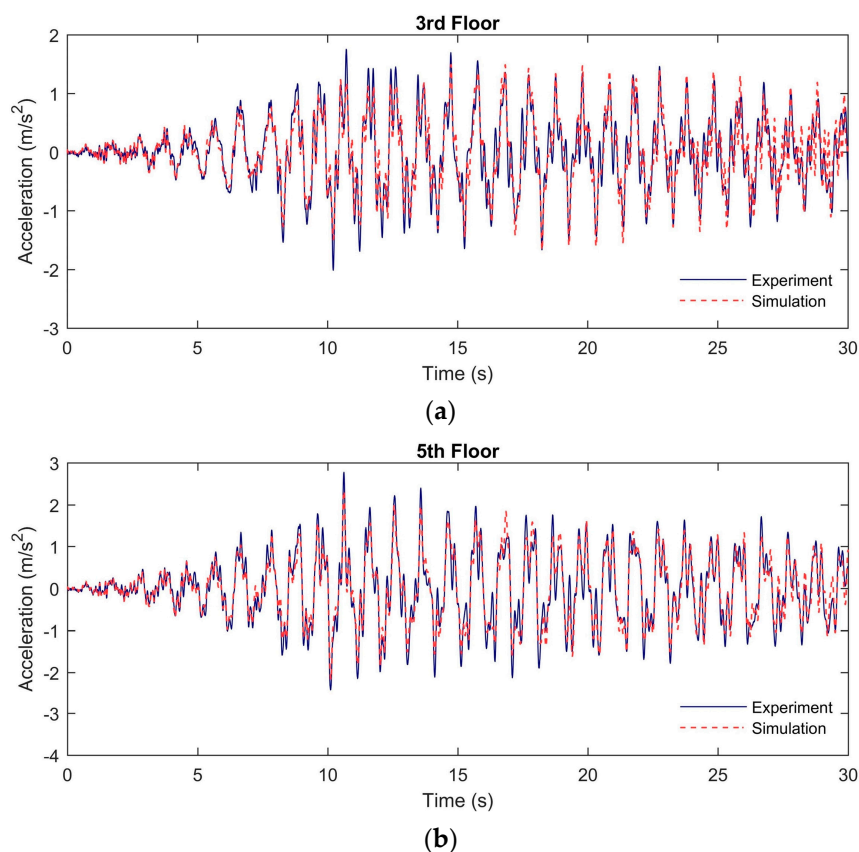 3rd Floor
2
1
0
-1
-2
-3
Acceleration (m/s²)
Experiment
Simulation
0 5 10 15 20 25 30
Time (s)
(a)
5th Floor
3
2
1
0
-1
-2
-3
-4
Acceleration (m/s²)
Experiment
Simulation
0 5 10 15 20 25 30
Time (s)
(b)